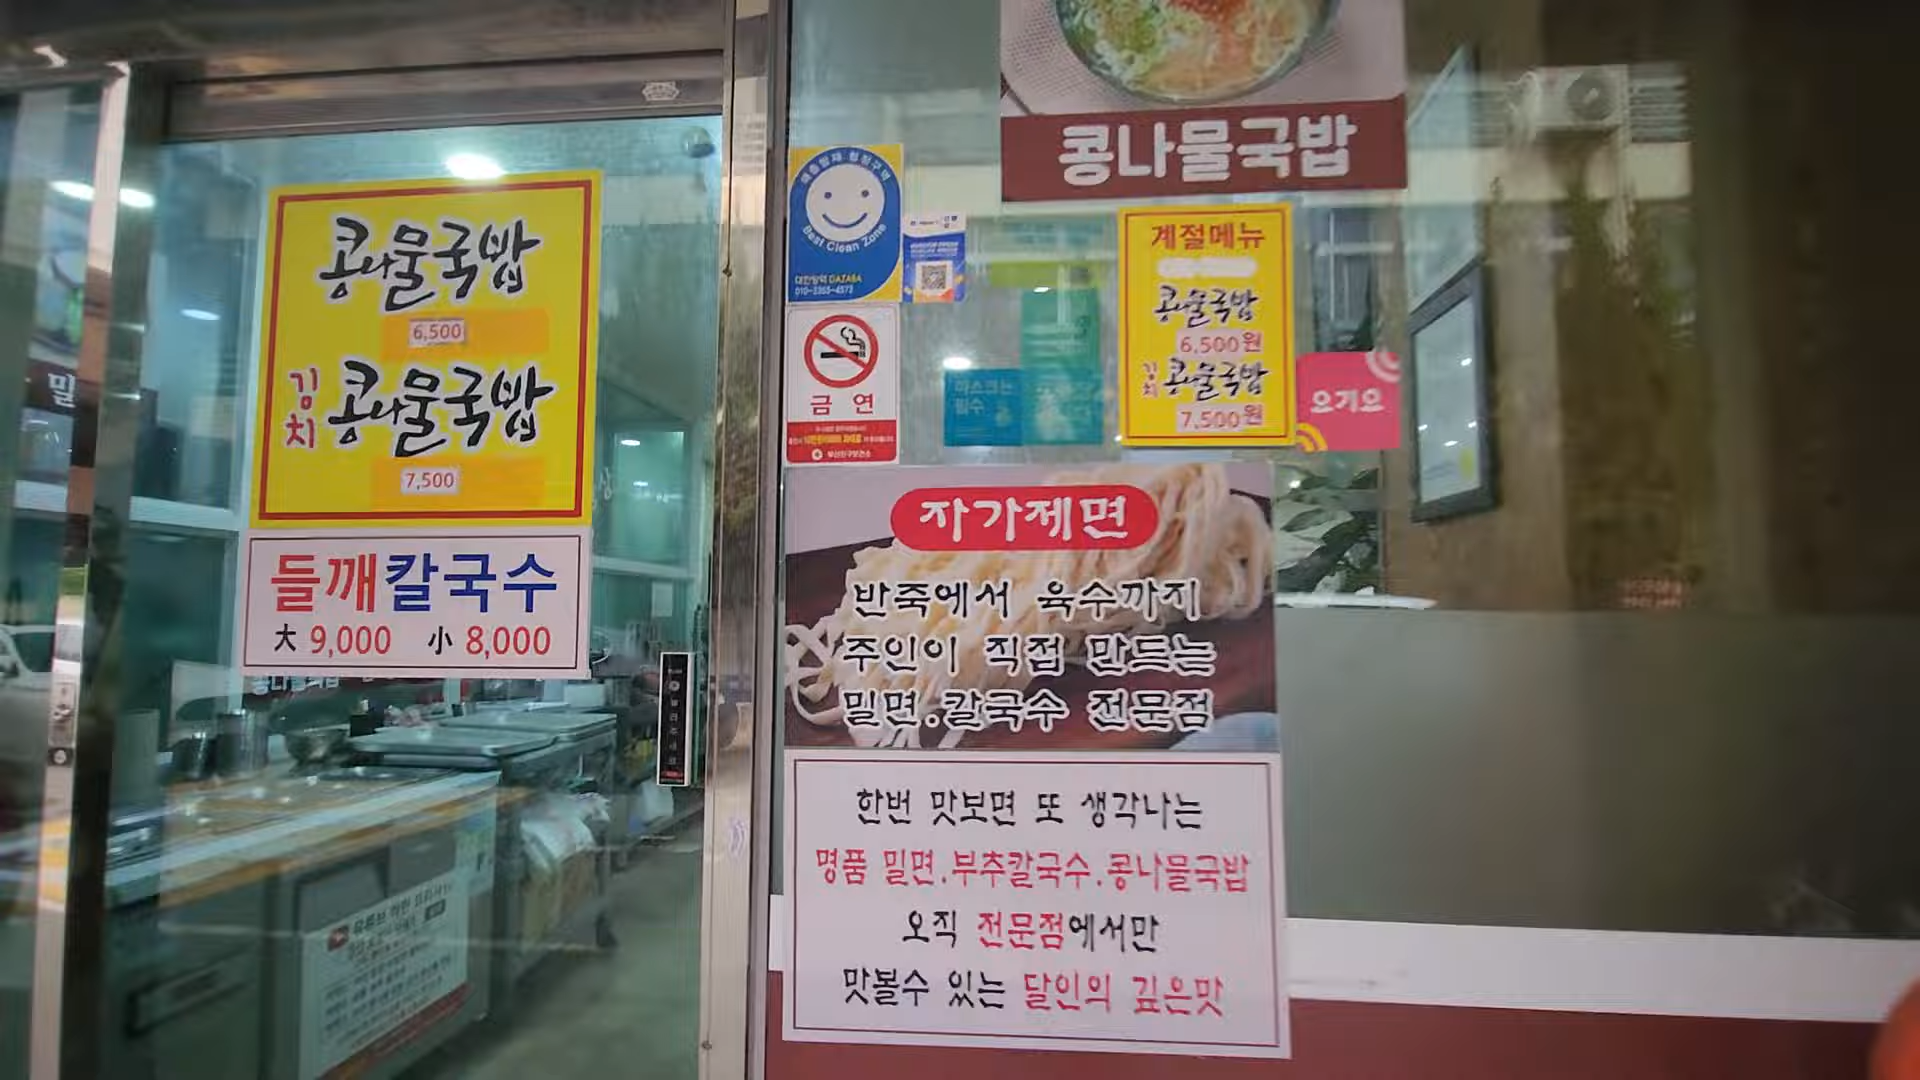 콩나물국밥
6,500
김치 콩나물국밥
7,500
들깨칼국수
大 9,000 小 8,000
콩나물국밥
Best Clean Zone
금연
계절메뉴
콩나물국밥
6,500원
김치 콩나물국밥
7,500원
요기요
마스크는
필수
자가제면
반죽에서 육수까지
주인이 직접 만드는
밀면.칼국수 전문점
한번 맛보면 또 생각나는
명품 밀면.부추칼국수.콩나물국밥
오직 전문점에서만
맛볼수 있는 달인의 깊은맛
밀